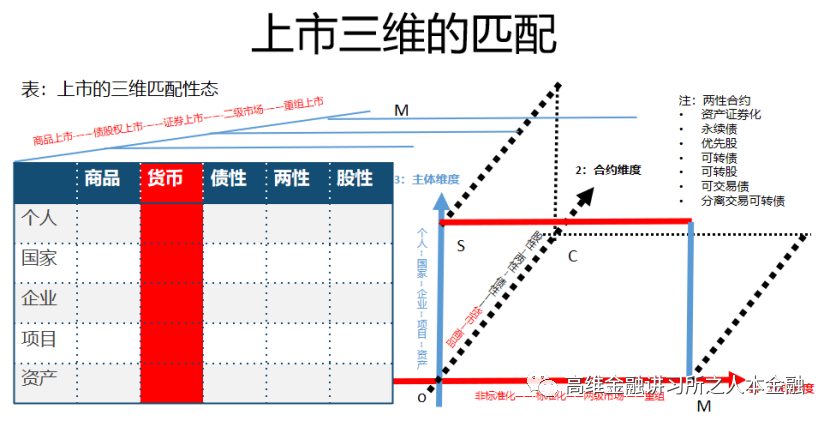 上市三维的匹配
表：上市的三维匹配性态
商品上市-----债股权上市-----证券上市-----二级市场-----重组上市
M
注：两性合约
• 资产证券化
• 永续债
• 优先股
• 可转债
• 可转股
• 可交易债
• 分离交易可转债
商品 货币 债性 两性 股性
个人
国家
企业
项目
资产
3：主体维度
2：合约维度
S
C
个人-国家-企业-项目-资产
商品---货币-----债性---两性---股性
O
非标准化-----标准化-----两级市场-----重组
M
维度
高维金融讲习所之人本金融